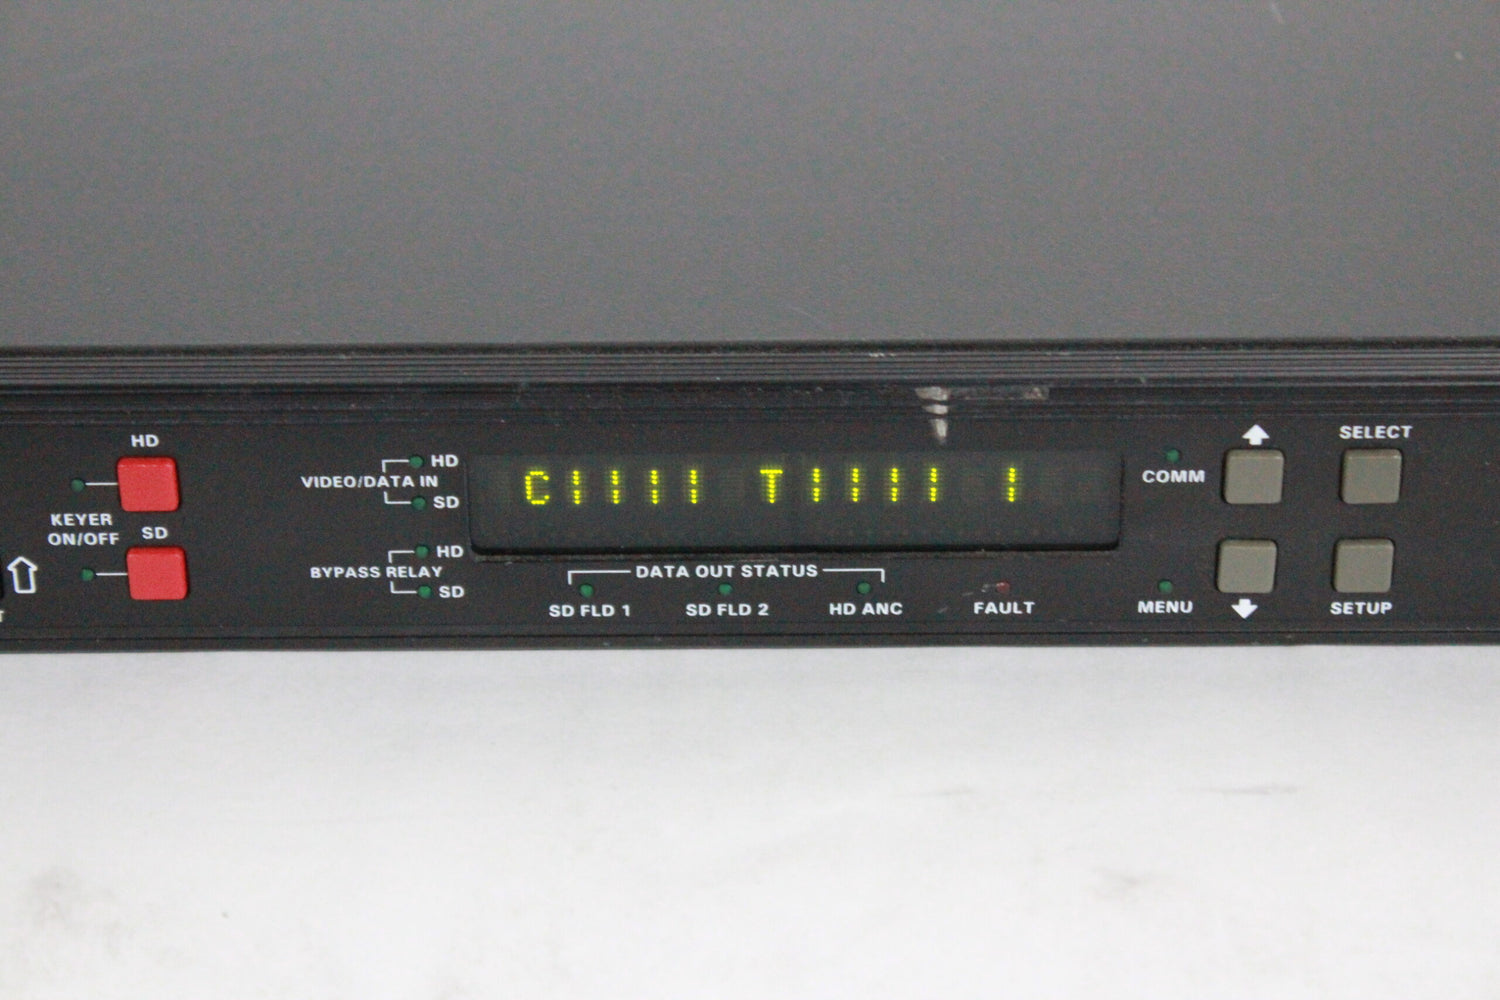 HD
KEYER
ON/OFF
SD
HD
VIDEO/DATA IN
SD
HD
BYPASS RELAY
SD
C1111 T1111 1
DATA OUT STATUS
SD FLD 1
SD FLD 2
HD ANC
FAULT
COMM
SELECT
MENU
SETUP